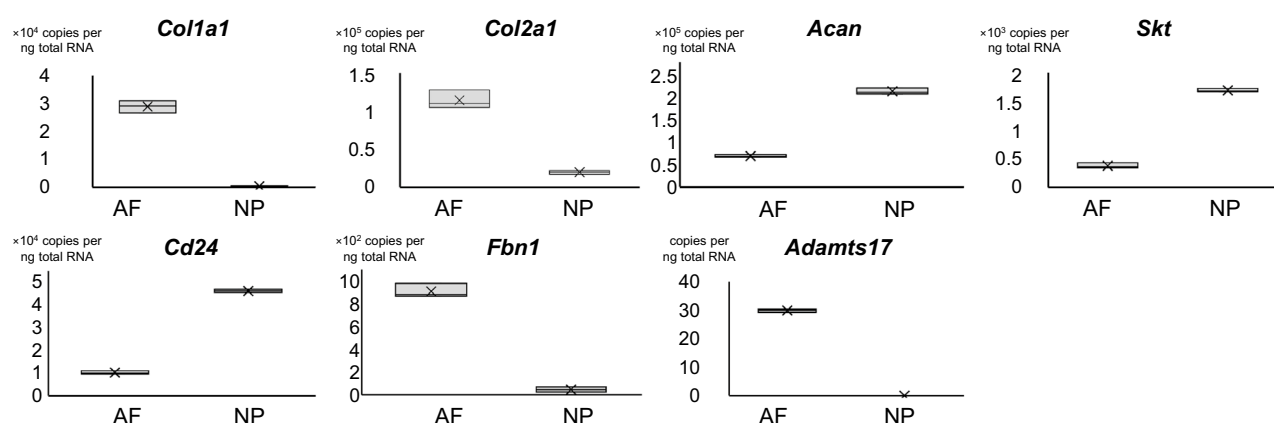 Col1a1
×10⁴ copies per
ng total RNA
4
3
2
1
0
AF NP
Col2a1
×10⁵ copies per
ng total RNA
1.5
1
0.5
0
AF NP
Acan
×10⁵ copies per
ng total RNA
2.5
2
1.5
1
0.5
0
AF NP
Skt
×10³ copies per
ng total RNA
2
1.5
1
0.5
0
AF NP
Cd24
×10⁴ copies per
ng total RNA
5
4
3
2
1
0
AF NP
Fbn1
×10² copies per
ng total RNA
10
8
6
4
2
0
AF NP
Adamts17
copies per
ng total RNA
40
30
20
10
0
AF NP